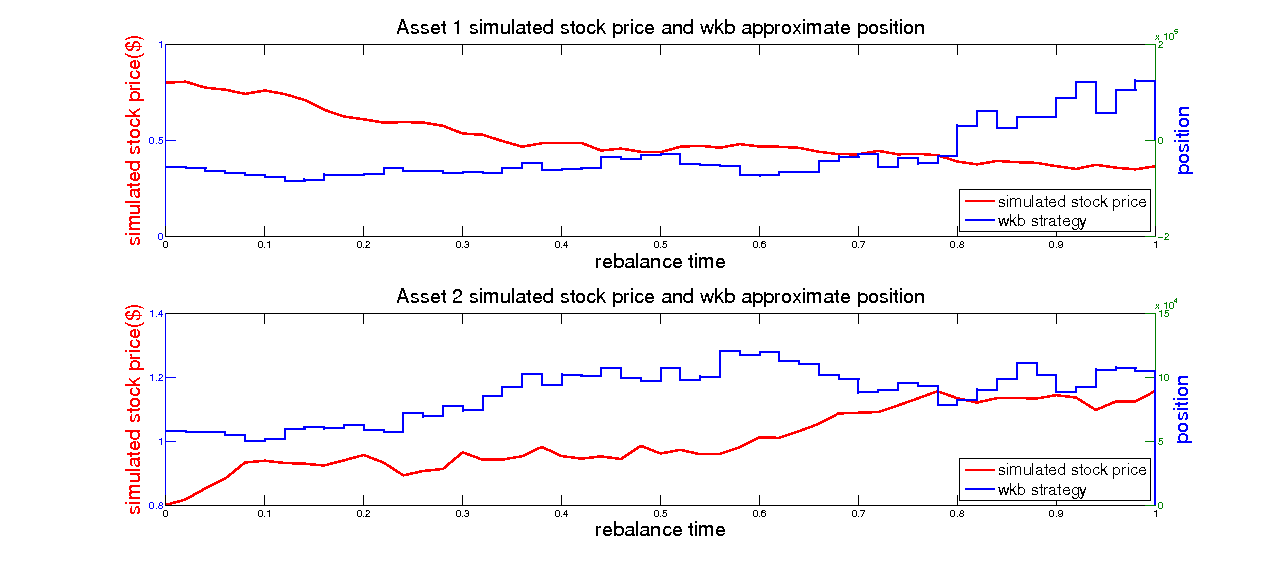 Asset 1 simulated stock price and wkb approximate position
x 10^5
1
0.5
0
2
0
-2
simulated stock price($)
position
simulated stock price
wkb strategy
0 0.1 0.2 0.3 0.4 0.5 0.6 0.7 0.8 0.9 1
rebalance time
Asset 2 simulated stock price and wkb approximate position
x 10^4
1.4
1.2
1
0.8
15
10
5
0
simulated stock price($)
position
simulated stock price
wkb strategy
0 0.1 0.2 0.3 0.4 0.5 0.6 0.7 0.8 0.9 1
rebalance time